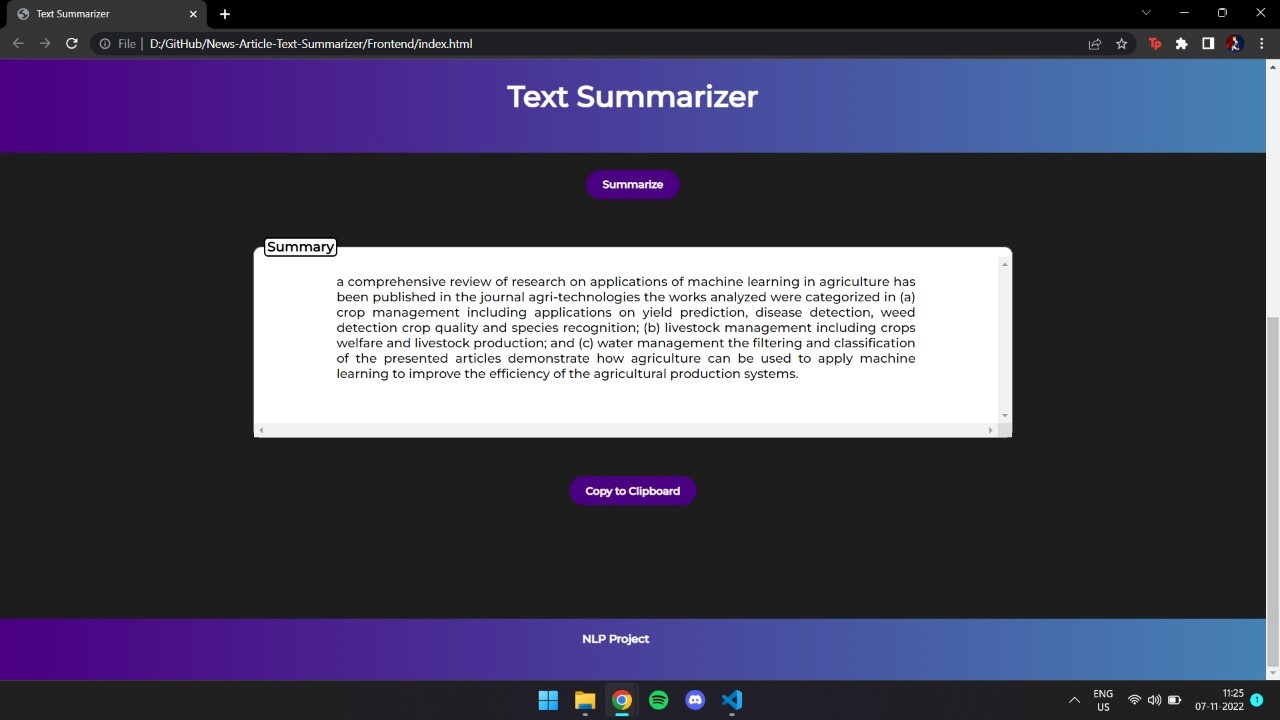 Text Summarizer
File | D:/GitHub/News-Article-Text-Summarizer/Frontend/index.html
Tp
Text Summarizer
Summarize
Summary
a comprehensive review of research on applications of machine learning in agriculture has
been published in the journal agri-technologies the works analyzed were categorized in (a)
crop management including applications on yield prediction, disease detection, weed
detection crop quality and species recognition; (b) livestock management including crops
welfare and livestock production; and (c) water management the filtering and classification
of the presented articles demonstrate how agriculture can be used to apply machine
learning to improve the efficiency of the agricultural production systems.
Copy to Clipboard
NLP Project
ENG
US
11:25
07-11-2022
1